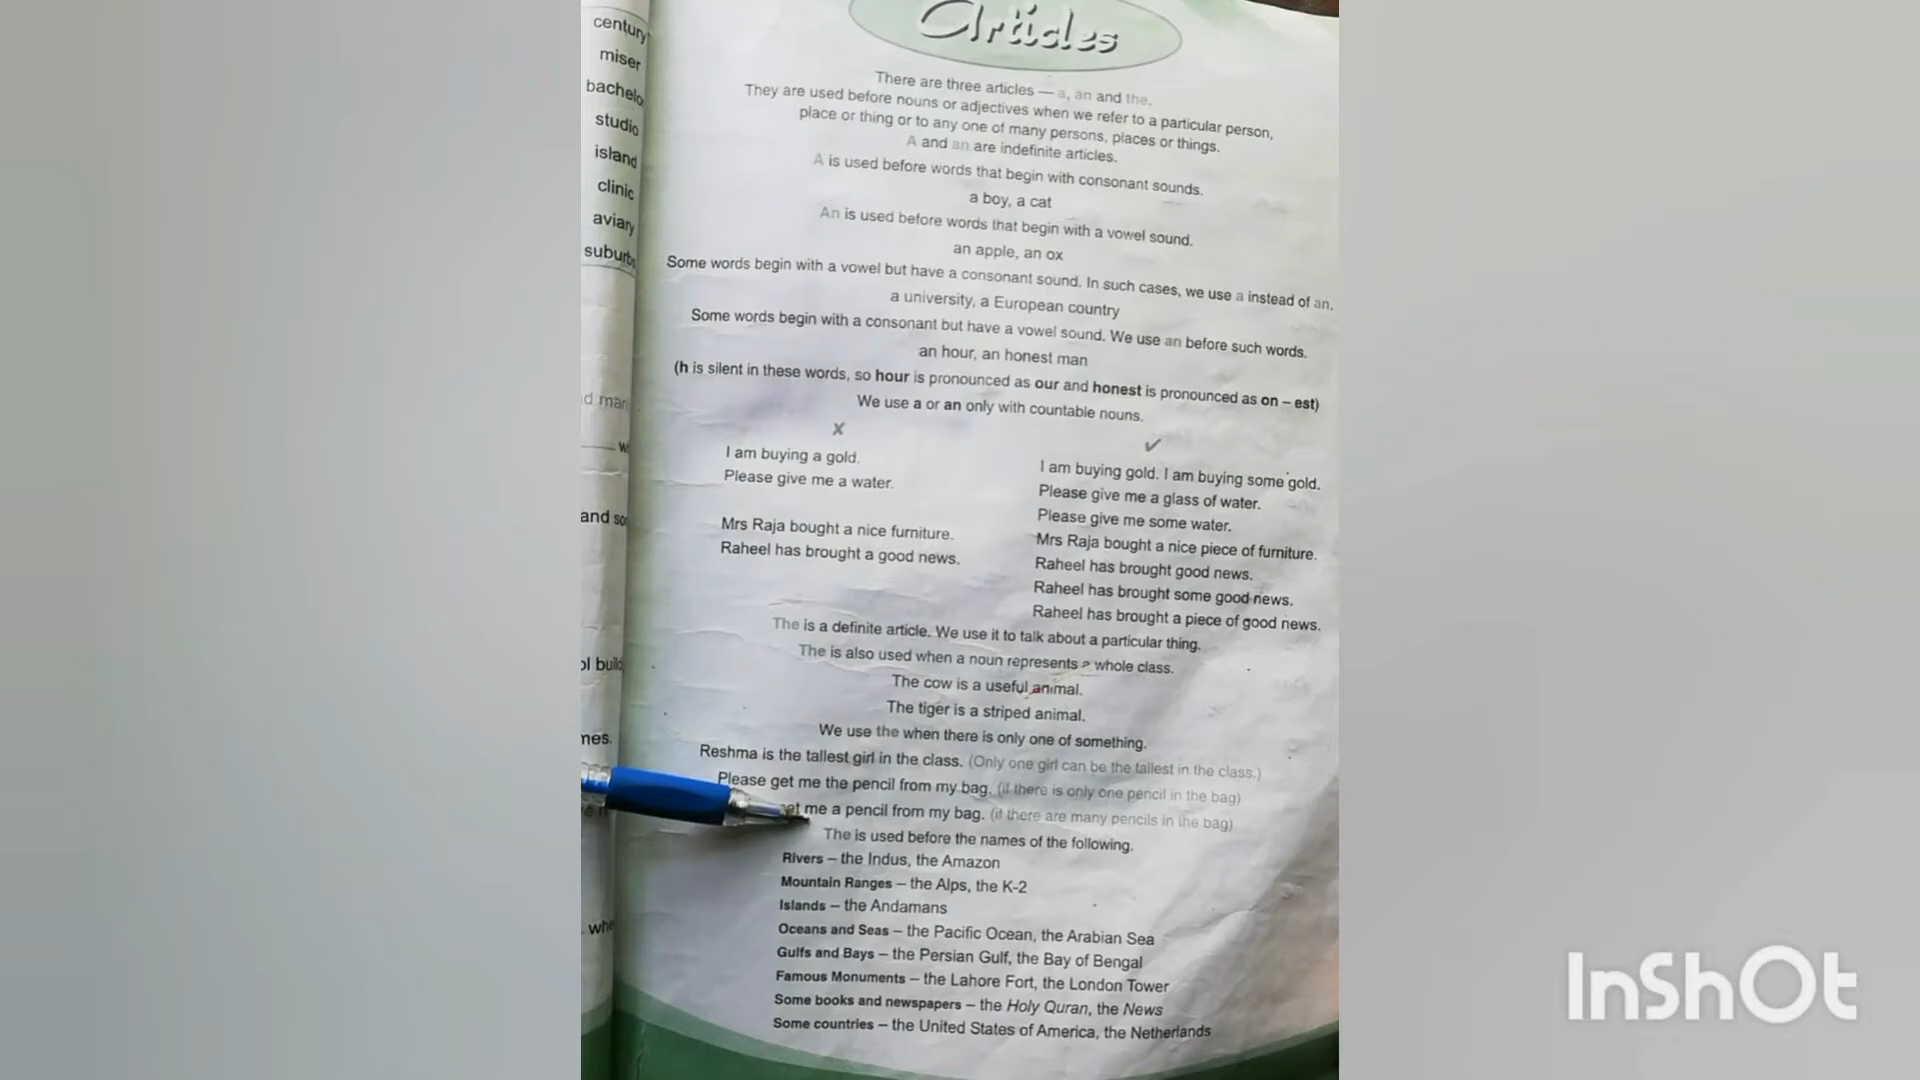 Articles
There are three articles — a, an and the.
They are used before nouns or adjectives when we refer to a particular person,
place or thing or to any one of many persons, places or things.
A and an are indefinite articles.
A is used before words that begin with consonant sounds.
a boy, a cat
An is used before words that begin with a vowel sound.
an apple, an ox
Some words begin with a vowel but have a consonant sound. In such cases, we use a instead of an.
a university, a European country
Some words begin with a consonant but have a vowel sound. We use an before such words.
an hour, an honest man
(h is silent in these words, so hour is pronounced as our and honest is pronounced as on – est)
We use a or an only with countable nouns.
✗
I am buying a gold.
Please give me a water.
Mrs Raja bought a nice furniture.
Raheel has brought a good news.
✓
I am buying gold. I am buying some gold.
Please give me a glass of water.
Please give me some water.
Mrs Raja bought a nice piece of furniture.
Raheel has brought good news.
Raheel has brought some good news.
Raheel has brought a piece of good news.
The is a definite article. We use it to talk about a particular thing.
The is also used when a noun represents a whole class.
The cow is a useful animal.
The tiger is a striped animal.
We use the when there is only one of something.
Reshma is the tallest girl in the class. (Only one girl can be the tallest in the class.)
Please get me the pencil from my bag. (if there is only one pencil in the bag)
me a pencil from my bag. (if there are many pencils in the bag)
The is used before the names of the following.
Rivers – the Indus, the Amazon
Mountain Ranges – the Alps, the K-2
Islands – the Andamans
Oceans and Seas – the Pacific Ocean, the Arabian Sea
Gulfs and Bays – the Persian Gulf, the Bay of Bengal
Famous Monuments – the Lahore Fort, the London Tower
Some books and newspapers – the Holy Quran, the News
Some countries – the United States of America, the Netherlands
century
miser
studio
island
clinic
aviary
and
InShOt